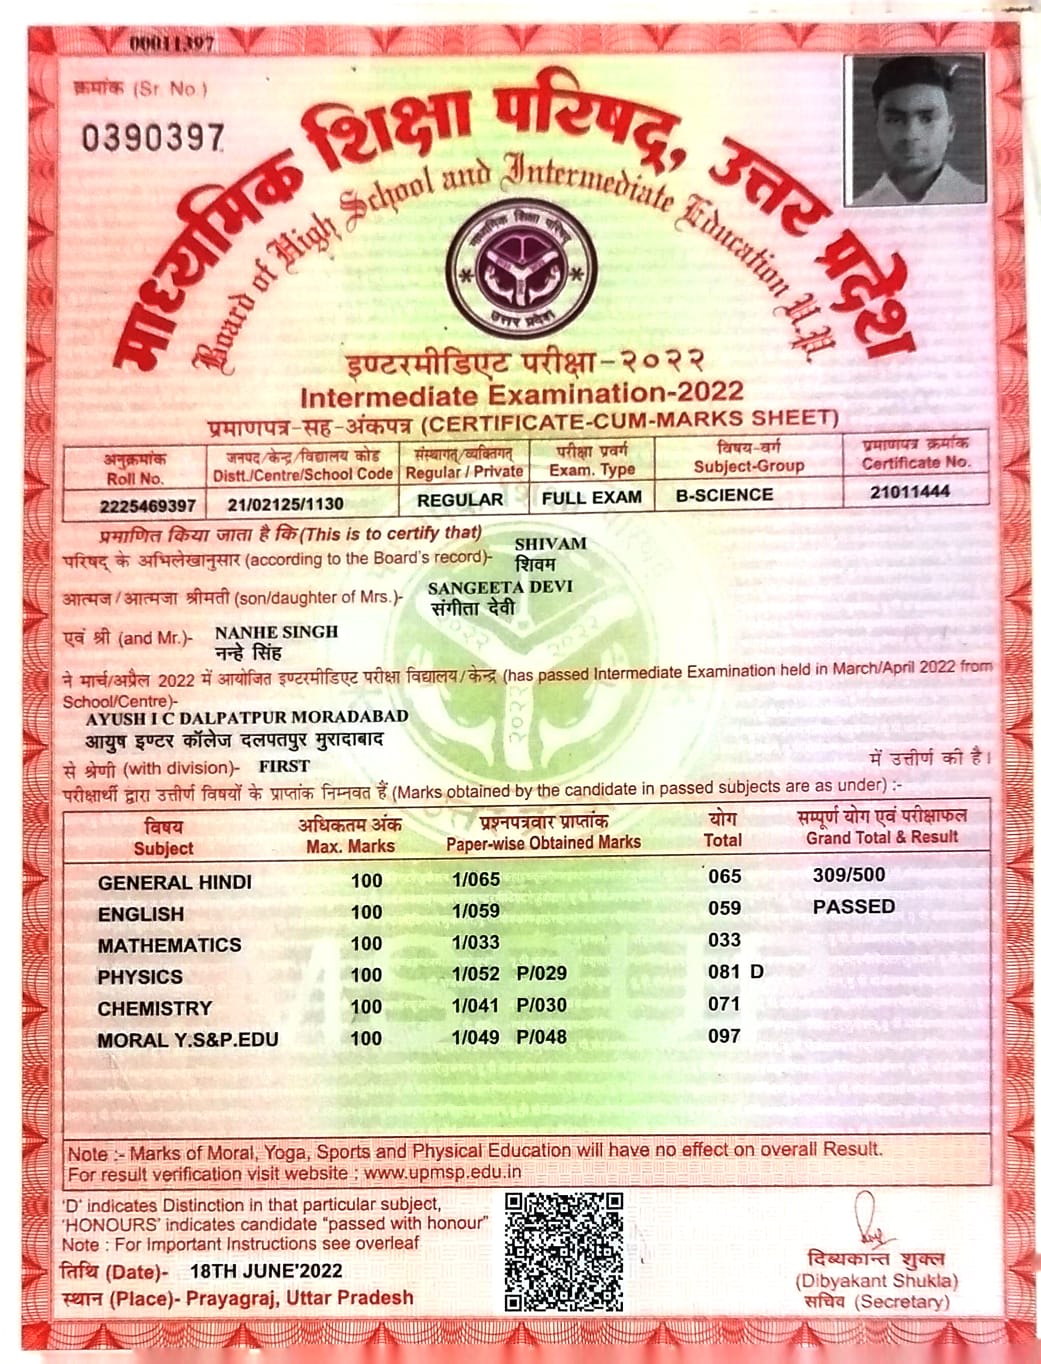 00011397
क्रमांक (Sr. No.)
0390397
माध्यमिक शिक्षा परिषद्, उत्तर प्रदेश
Board of High School and Intermediate Education U.P.
माध्यमिक शिक्षा परिषद्
उत्तर प्रदेश
इण्टरमीडिएट परीक्षा-२०२२
Intermediate Examination-2022
प्रमाणपत्र-सह-अंकपत्र (CERTIFICATE-CUM-MARKS SHEET)
अनुक्रमांक जनपद/केन्द्र/विद्यालय कोड संस्थागत्/व्यक्तिगत् परीक्षा प्रवर्ग विषय-वर्ग प्रमाणपत्र क्रमांक
Roll No. Distt./Centre/School Code Regular / Private Exam. Type Subject-Group Certificate No.
2225469397 21/02125/1130 REGULAR FULL EXAM B-SCIENCE 21011444
प्रमाणित किया जाता है कि (This is to certify that)
SHIVAM
परिषद् के अभिलेखानुसार (according to the Board's record)- शिवम
SANGEETA DEVI
आत्मज/आत्मजा श्रीमती (son/daughter of Mrs.)- संगीता देवी
एवं श्री (and Mr.)- NANHE SINGH
नन्हे सिंह
ने मार्च/अप्रैल 2022 में आयोजित इण्टरमीडिएट परीक्षा विद्यालय/केन्द्र (has passed Intermediate Examination held in March/April 2022 from
School/Centre)-
AYUSH I C DALPATPUR MORADABAD
आयुष इण्टर कॉलेज दलपतपुर मुरादाबाद
से श्रेणी (with division)- FIRST में उत्तीर्ण की है।
परीक्षार्थी द्वारा उत्तीर्ण विषयों के प्राप्तांक निम्नवत हैं (Marks obtained by the candidate in passed subjects are as under) :-
विषय अधिकतम अंक प्रश्नपत्रवार प्राप्तांक योग सम्पूर्ण योग एवं परीक्षाफल
Subject Max. Marks Paper-wise Obtained Marks Total Grand Total & Result
GENERAL HINDI 100 1/065 065 309/500
ENGLISH 100 1/059 059 PASSED
MATHEMATICS 100 1/033 033
PHYSICS 100 1/052 P/029 081 D
CHEMISTRY 100 1/041 P/030 071
MORAL Y.S&P.EDU 100 1/049 P/048 097
Note :- Marks of Moral, Yoga, Sports and Physical Education will have no effect on overall Result.
For result verification visit website : www.upmsp.edu.in
'D' indicates Distinction in that particular subject,
'HONOURS' indicates candidate "passed with honour"
Note : For Important Instructions see overleaf
तिथि (Date)- 18TH JUNE'2022
स्थान (Place)- Prayagraj, Uttar Pradesh
दिब्यकान्त शुक्ल
(Dibyakant Shukla)
सचिव (Secretary)